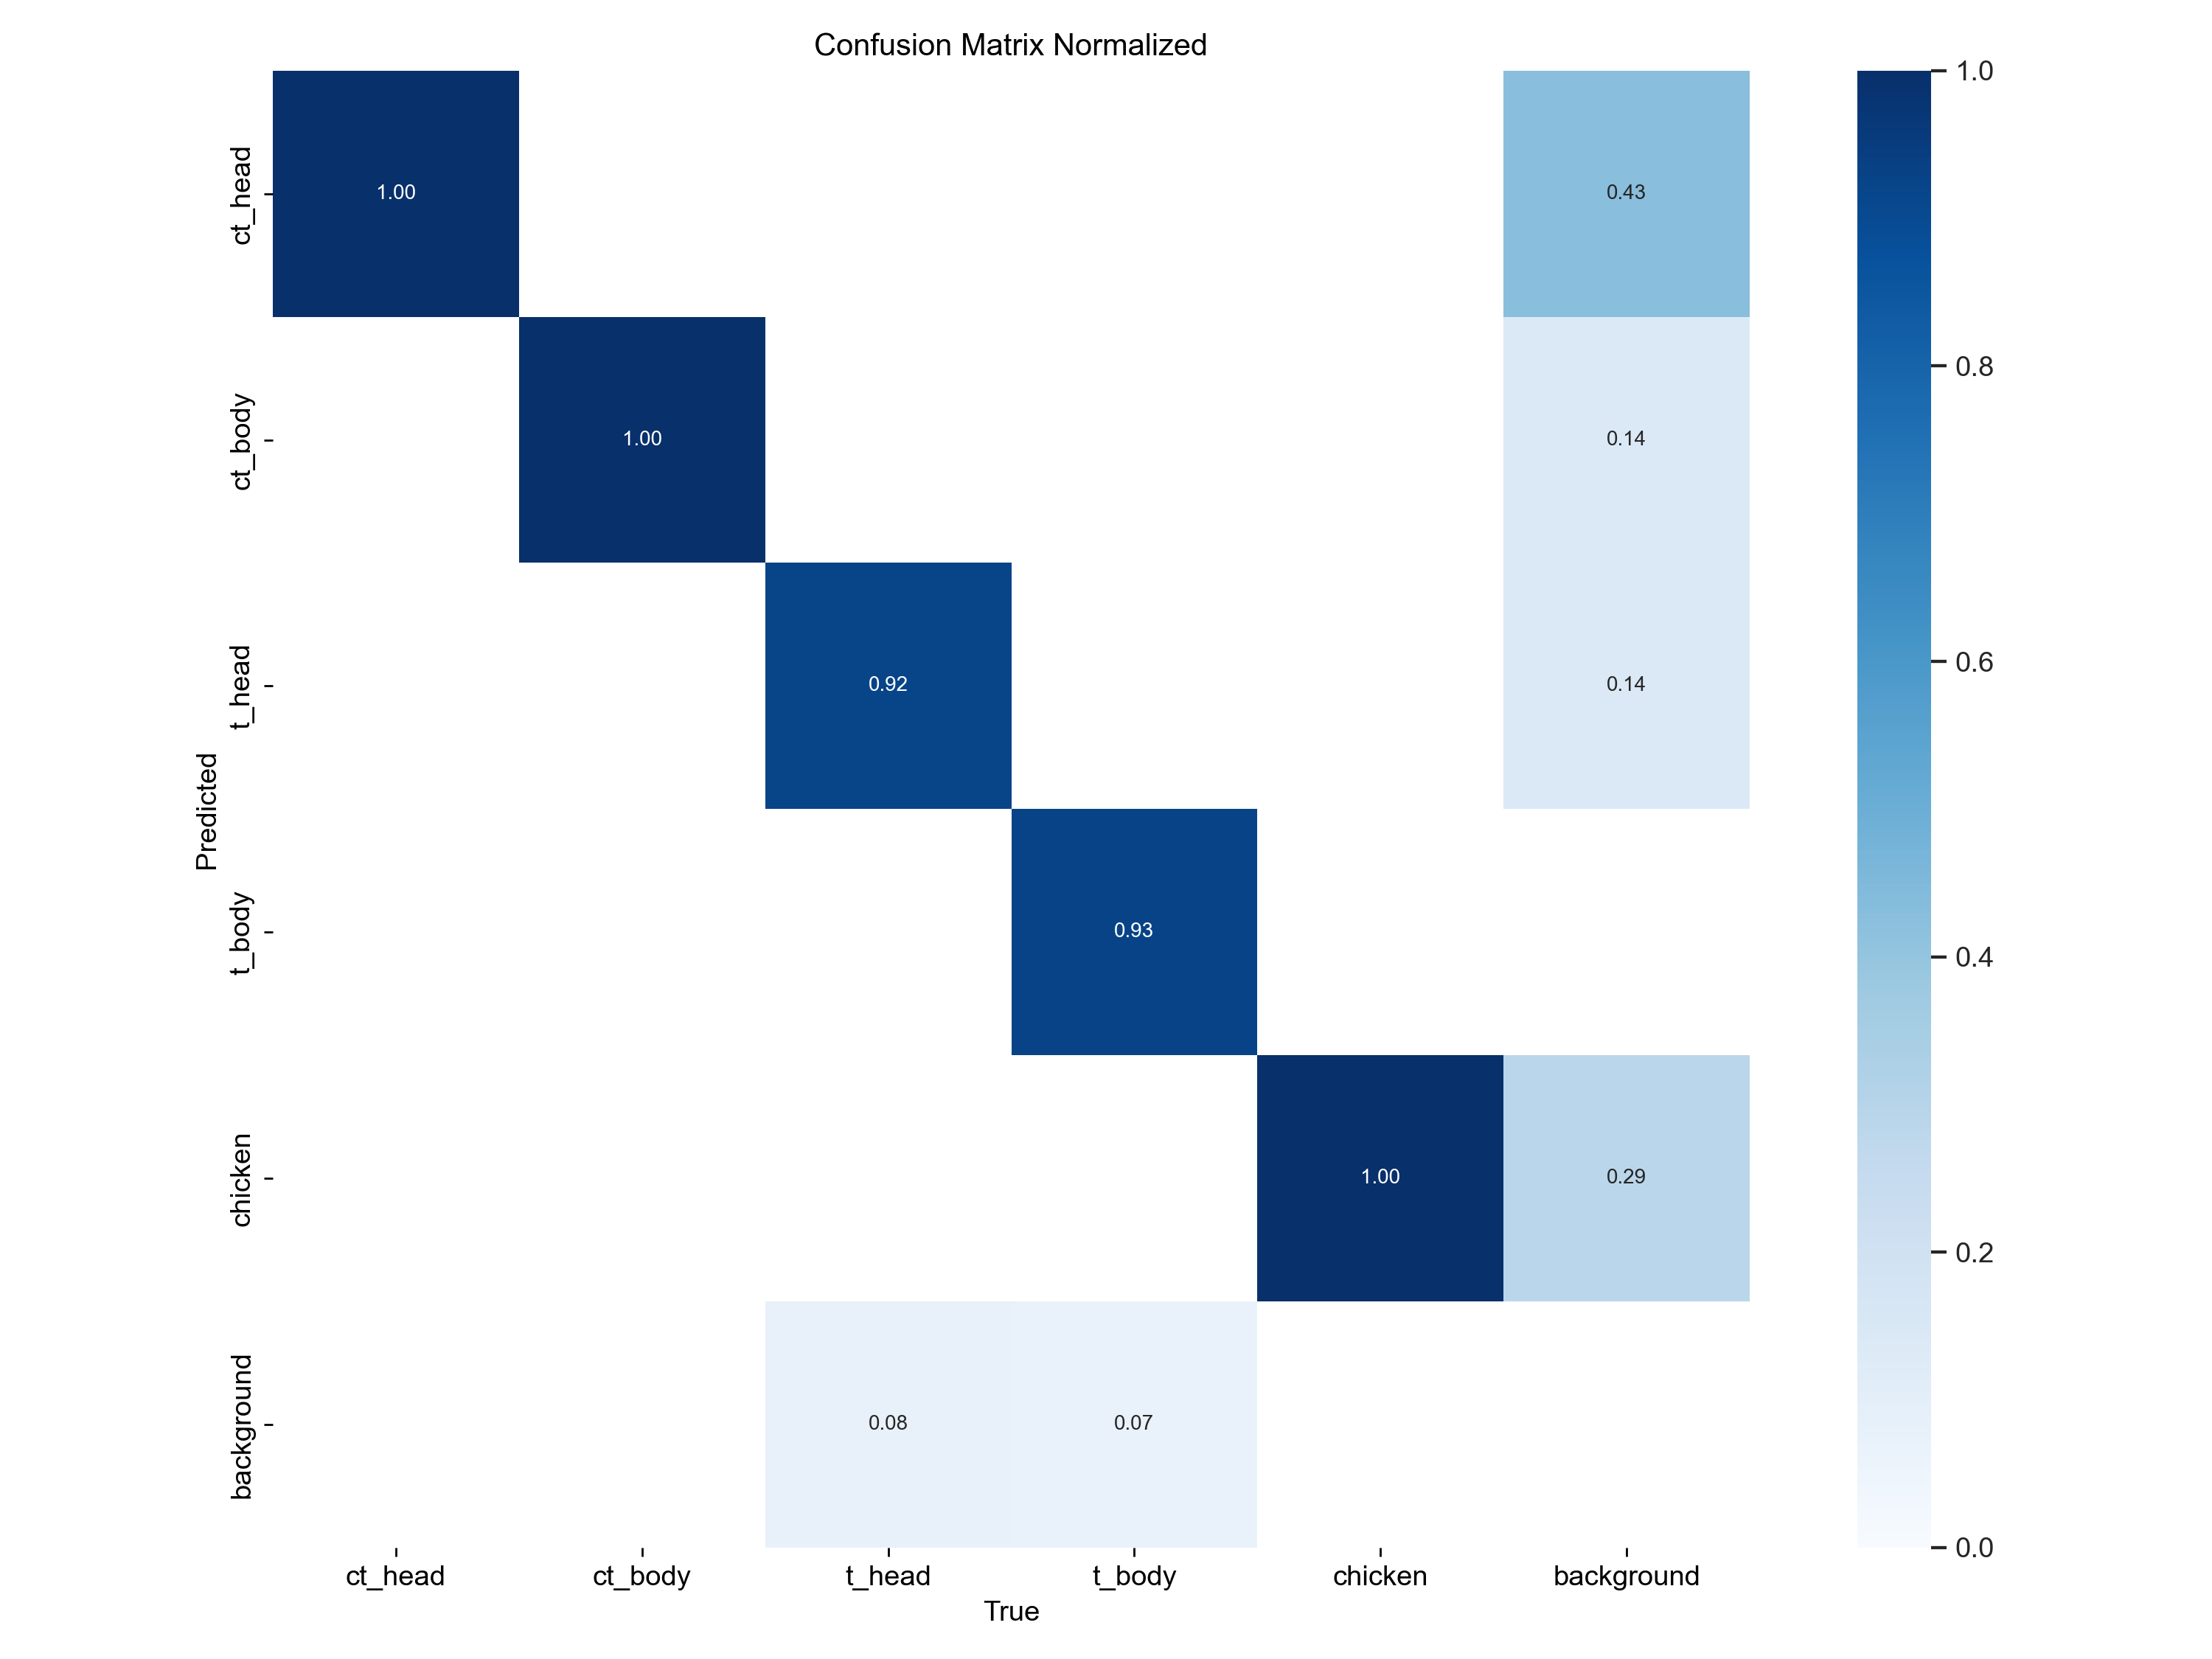 Confusion Matrix Normalized
ct_head
1.00
0.43
ct_body
1.00
0.14
t_head
0.92
0.14
t_body
0.93
chicken
1.00
0.29
background
0.08
0.07
Predicted
ct_head
ct_body
t_head
t_body
chicken
background
True
1.0
0.8
0.6
0.4
0.2
0.0